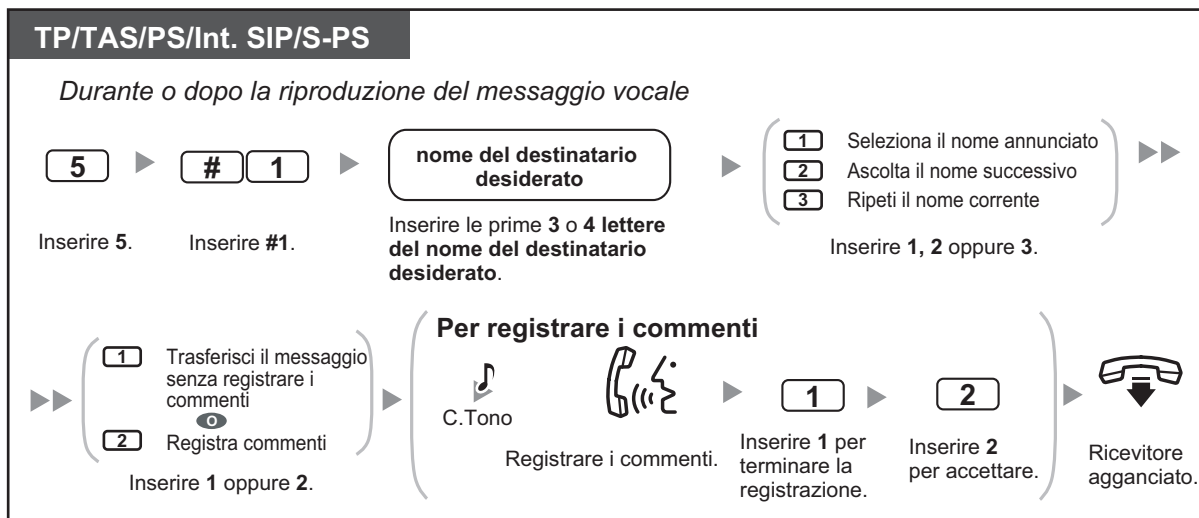 TP/TAS/PS/Int. SIP/S-PS
Durante o dopo la riproduzione del messaggio vocale
5
# 1
nome del destinatario
desiderato
1 Seleziona il nome annunciato
2 Ascolta il nome successivo
3 Ripeti il nome corrente
Inserire 5.
Inserire #1.
Inserire le prime 3 o 4 lettere
del nome del destinatario
desiderato.
Inserire 1, 2 oppure 3.
1 Trasferisci il messaggio
senza registrare i
commenti
O
2 Registra commenti
Inserire 1 oppure 2.
Per registrare i commenti
C.Tono
Registrare i commenti.
1
Inserire 1 per
terminare la
registrazione.
2
Inserire 2
per accettare.
Ricevitore
agganciato.